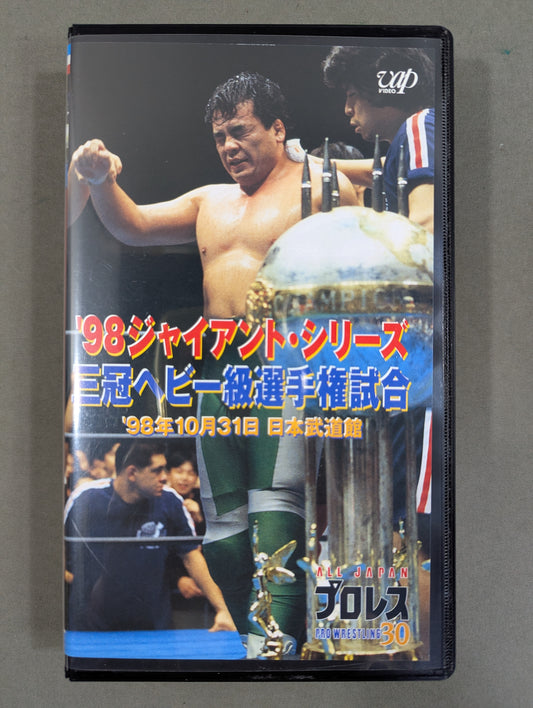 vap
VIDEO
'98ジャイアント・シリーズ
三冠ヘビー級選手権試合
'98年10月31日 日本武道館
ALL JAPAN
プロレス
PRO WRESTLING 30